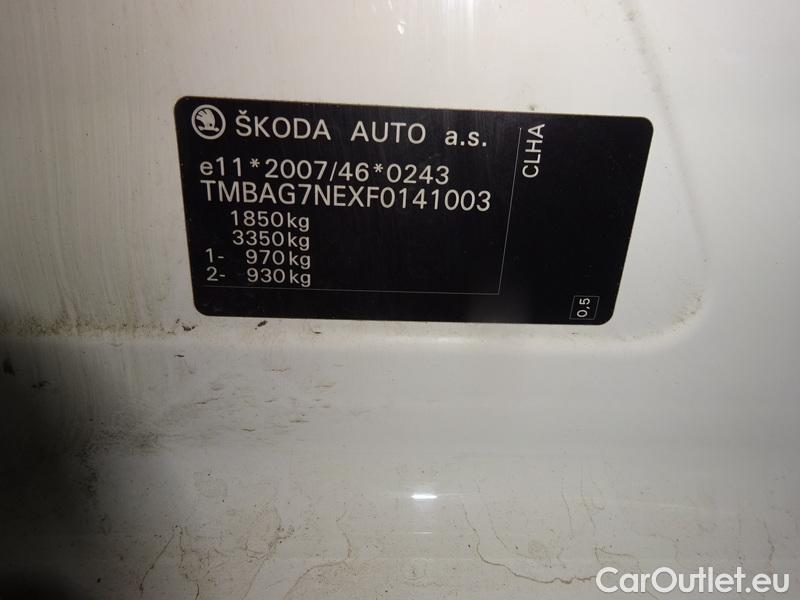 ŠKODA AUTO a.s.
e11*2007/46*0243
TMBAG7NEXF0141003
1850kg
3350kg
1- 970kg
2- 930kg
CLHA
0,5
CarOutlet.eu